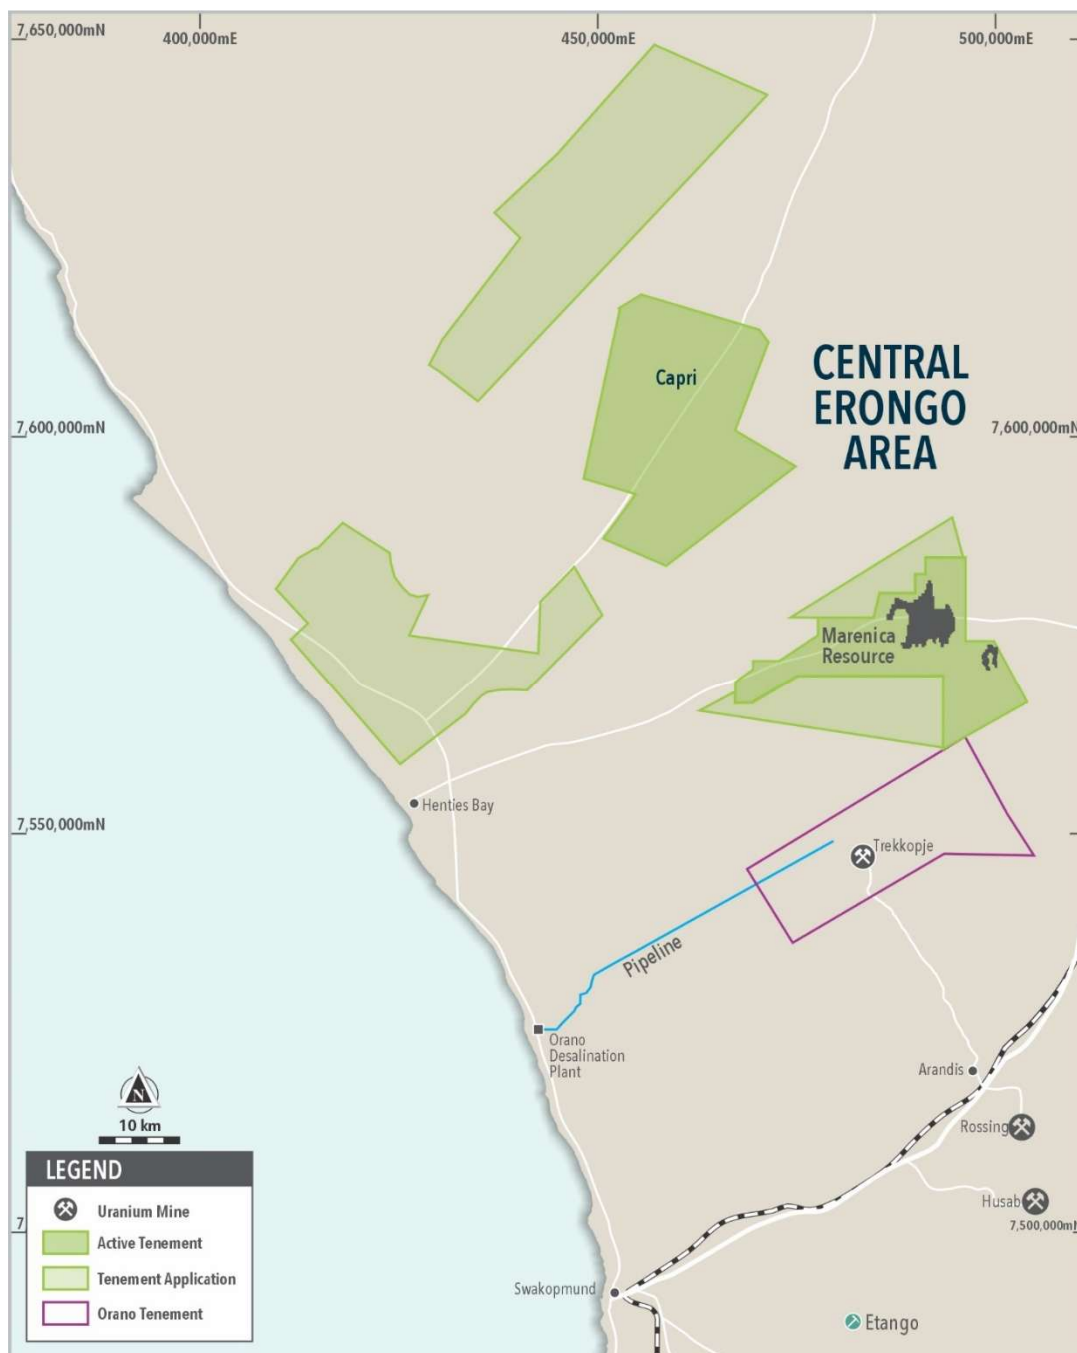 7,650,000mN
400,000mE
450,000mE
500,000mE
Capri
CENTRAL
ERONGO
AREA
7,600,000mN
7,600,000mN
Marenica
Resource
Henties Bay
7,550,000mN
Trekkopje
Pipeline
Orano
Desalination
Plant
Arandis
N
10 km
Rossing
LEGEND
Uranium Mine
Husab
7
7,500,000mN
Active Tenement
Tenement Application
Swakopmund
Orano Tenement
Etango